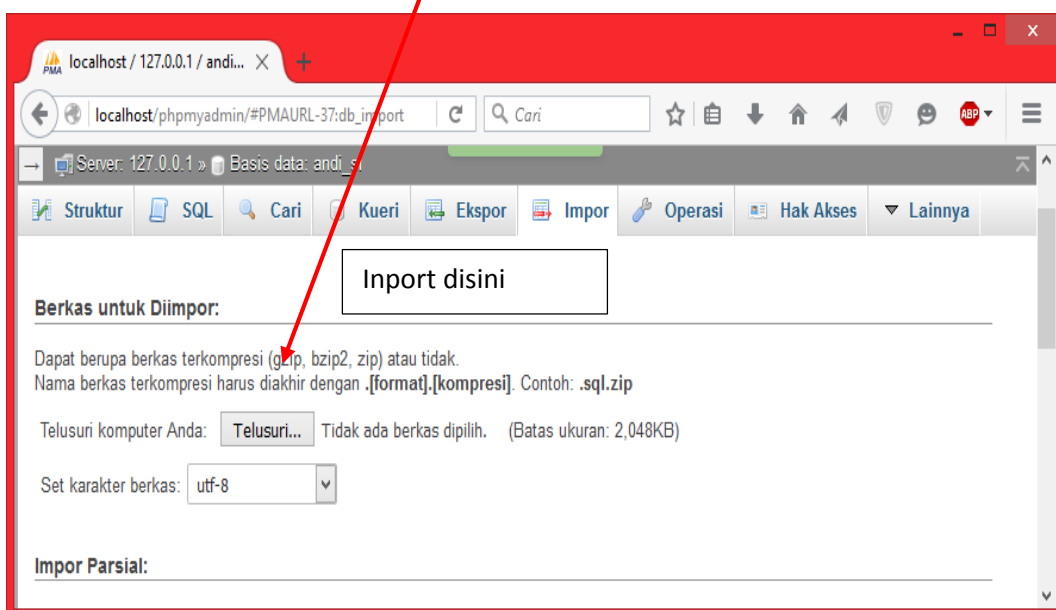 localhost / 127.0.0.1 / andi...
localhost/phpmyadmin/#PMAURL-37:db_import
Cari
ABP
Server: 127.0.0.1 » Basis data: andi_si
Struktur SQL Cari Kueri Ekspor Impor Operasi Hak Akses Lainnya
Inport disini
Berkas untuk Diimpor:
Dapat berupa berkas terkompresi (gzip, bzip2, zip) atau tidak.
Nama berkas terkompresi harus diakhir dengan .[format].[kompresi]. Contoh: .sql.zip
Telusuri komputer Anda: Telusuri... Tidak ada berkas dipilih. (Batas ukuran: 2,048KB)
Set karakter berkas: utf-8
Impor Parsial: